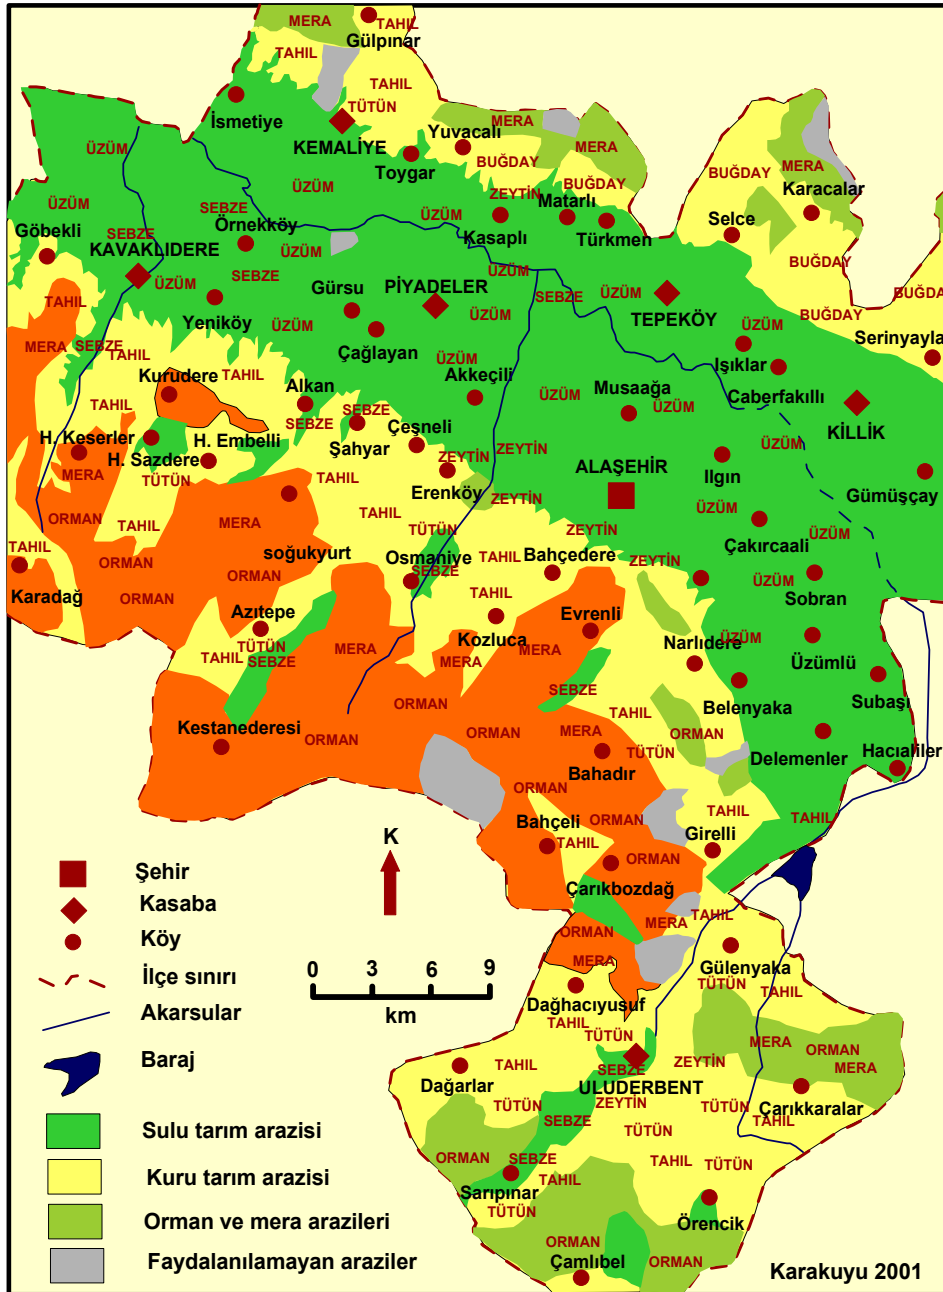 MERA
TAHIL
Gülpınar
TAHIL
TAHIL
TÜTÜN
İsmetiye
KEMALİYE
Yuvacalı
MERA
MERA
ÜZÜM
Toygar
BUĞDAY
BUĞDAY
MERA
BUĞDAY
ÜZÜM
ZEYTİN
Karacalar
ÜZÜM
SEBZE
ÜZÜM
Matarlı
Selce
Göbekli
SEBZE
Örnekköy
Kasaplı
Türkmen
KAVAKLIDERE
ÜZÜM
BUĞDAY
SEBZE
ÜZÜM
ÜZÜM
PİYADELER
SEBZE
ÜZÜM
BUĞDAY
TAHIL
Gürsu
TEPEKÖY
BUĞDAY
Yeniköy
ÜZÜM
ÜZÜM
ÜZÜM
MERA
SEBZE
TAHIL
Çağlayan
Serinyayla
Kurudere
TAHIL
ÜZÜM
Işıklar
Alkan
Akkeçili
Musaağa
Caberfakıllı
TAHIL
SEBZE
ÜZÜM
ÜZÜM
SEBZE
KİLLİK
H. Keserler
H. Embelli
Şahyar
Çeşneli
ÜZÜM
H. Sazdere
ZEYTİN
ZEYTİN
MERA
TÜTÜN
TAHIL
ALAŞEHİR
Ilgın
Erenköy
Gümüşçay
MERA
ZEYTİN
ÜZÜM
ORMAN
TAHIL
TAHIL
TÜTÜN
ZEYTİN
Çakırcaali
ÜZÜM
TAHIL
soğukyurt
Osmaniye
TAHIL
Bahçedere
ZEYTİN
ORMAN
ORMAN
SEBZE
ÜZÜM
Karadağ
ORMAN
TAHIL
Sobran
Azıtepe
Evrenli
TÜTÜN
MERA
Kozluca
MERA
Narlıdere
ÜZÜM
Üzümlü
TAHIL
SEBZE
MERA
SEBZE
Subaşı
ORMAN
Belenyaka
TAHIL
Kestanederesi
ORMAN
ORMAN
MERA
ORMAN
TÜTÜN
Delemenler
Hacıaliler
Bahadır
ORMAN
TAHIL
K
Bahçeli
ORMAN
TAHIL
Girelli
TAHIL
ORMAN
Şehir
Çarıkbozdağ
Kasaba
TAHIL
MERA
Köy
ORMAN
MERA
Gülenyaka
İlçe sınırı
0 3 6 9
TÜTÜN
TAHIL
Akarsular
km
Dağhacıyusuf
TAHIL
TÜTÜN
MERA
ORMAN
Baraj
TAHIL
SEBZE
ZEYTİN
MERA
Dağarlar
ULUDERBENT
Çarıkkaralar
TÜTÜN
ZEYTİN
TÜTÜN
SEBZE
TAHIL
Sulu tarım arazisi
TÜTÜN
ORMAN
SEBZE
TAHIL
TÜTÜN
Kuru tarım arazisi
TAHIL
Sarıpınar
TÜTÜN
Örencik
Orman ve mera arazileri
ORMAN
ORMAN
Faydalanılamayan araziler
Çamlıbel
Karakuyu 2001